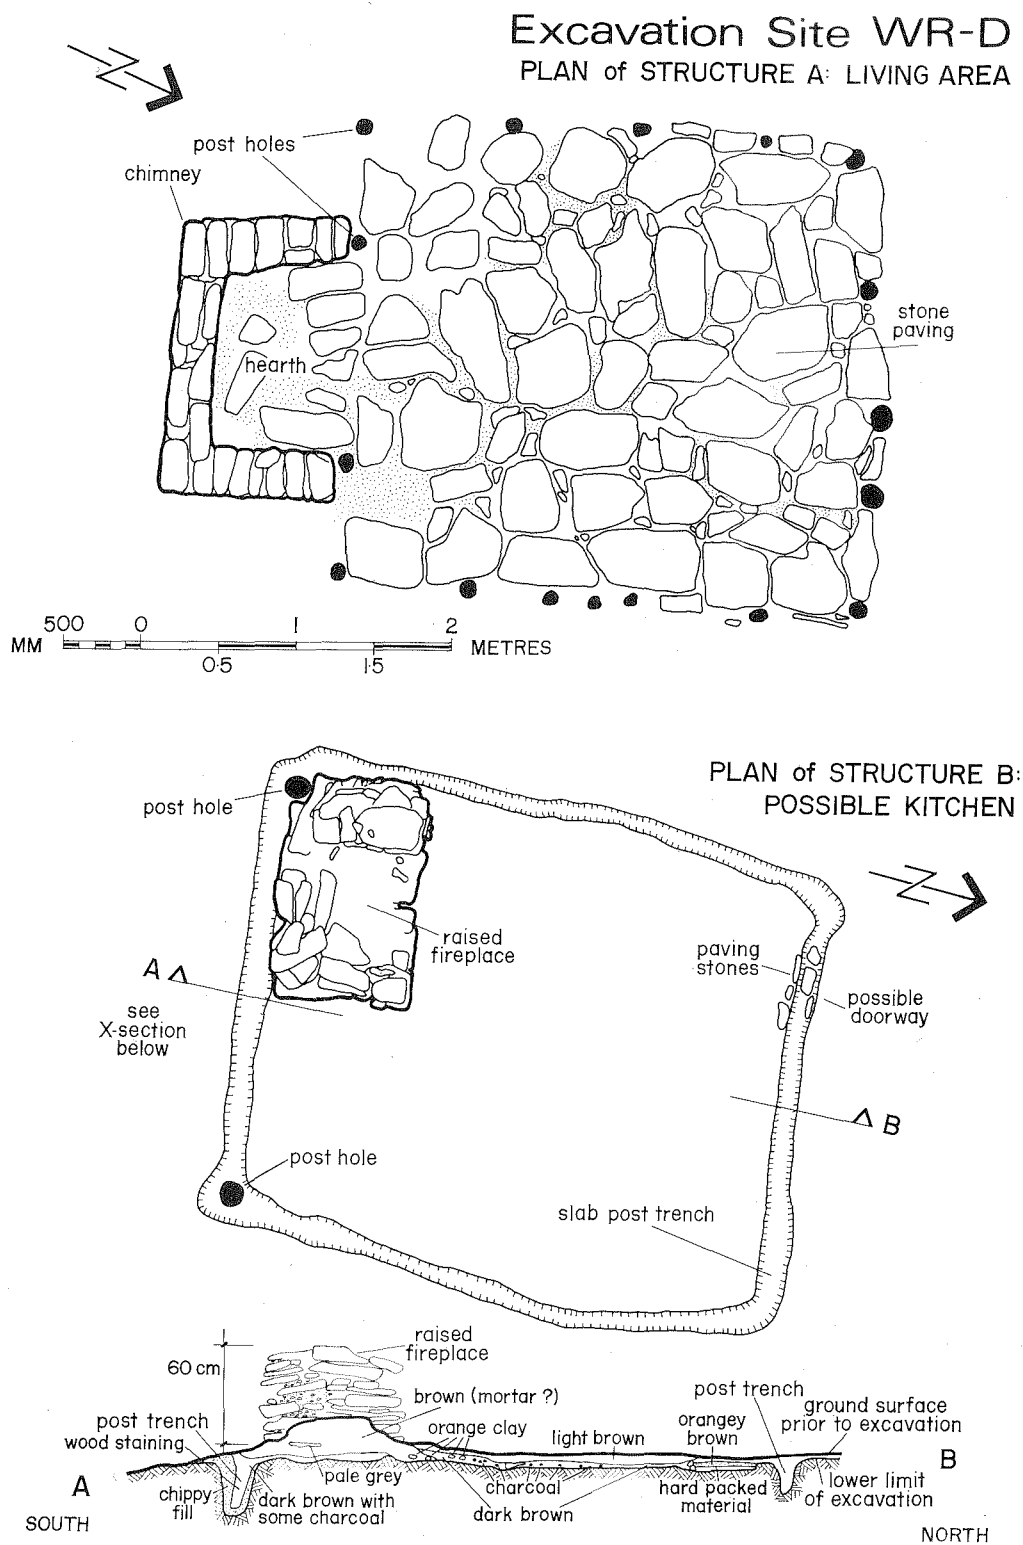 Excavation Site WR-D
PLAN of STRUCTURE A: LIVING AREA
post holes
chimney
stone
paving
hearth
500 0 1 2
MM METRES
0·5 1·5
PLAN of STRUCTURE B:
POSSIBLE KITCHEN
post hole
raised
fireplace
paving
stones
possible
doorway
A
see
X-section
below
B
post hole
slab post trench
raised
fireplace
60 cm
brown (mortar ?)
post trench
ground surface
prior to excavation
post trench
wood staining
orange clay
light brown
orangey
brown
A
B
chippy
fill
pale grey
dark brown with
some charcoal
charcoal
dark brown
hard packed
material
lower limit
of excavation
SOUTH
NORTH